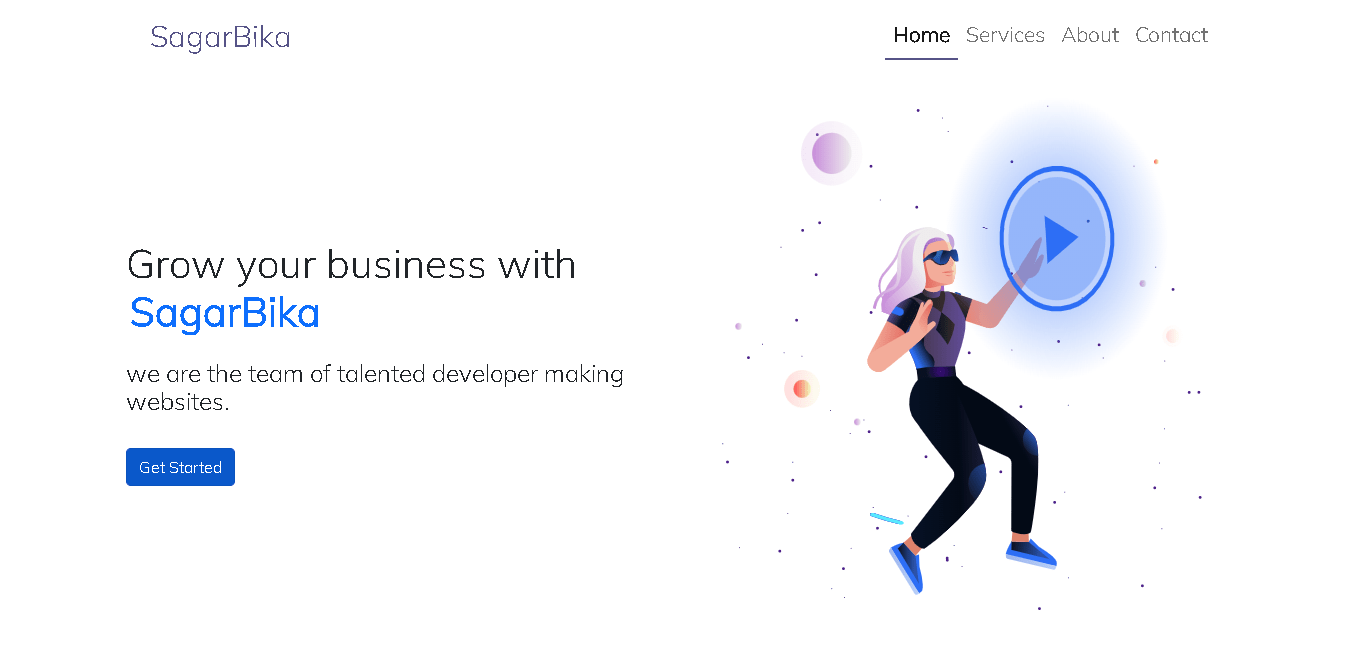 SagarBika
Home Services About Contact
Grow your business with
SagarBika
we are the team of talented developer making
websites.
Get Started